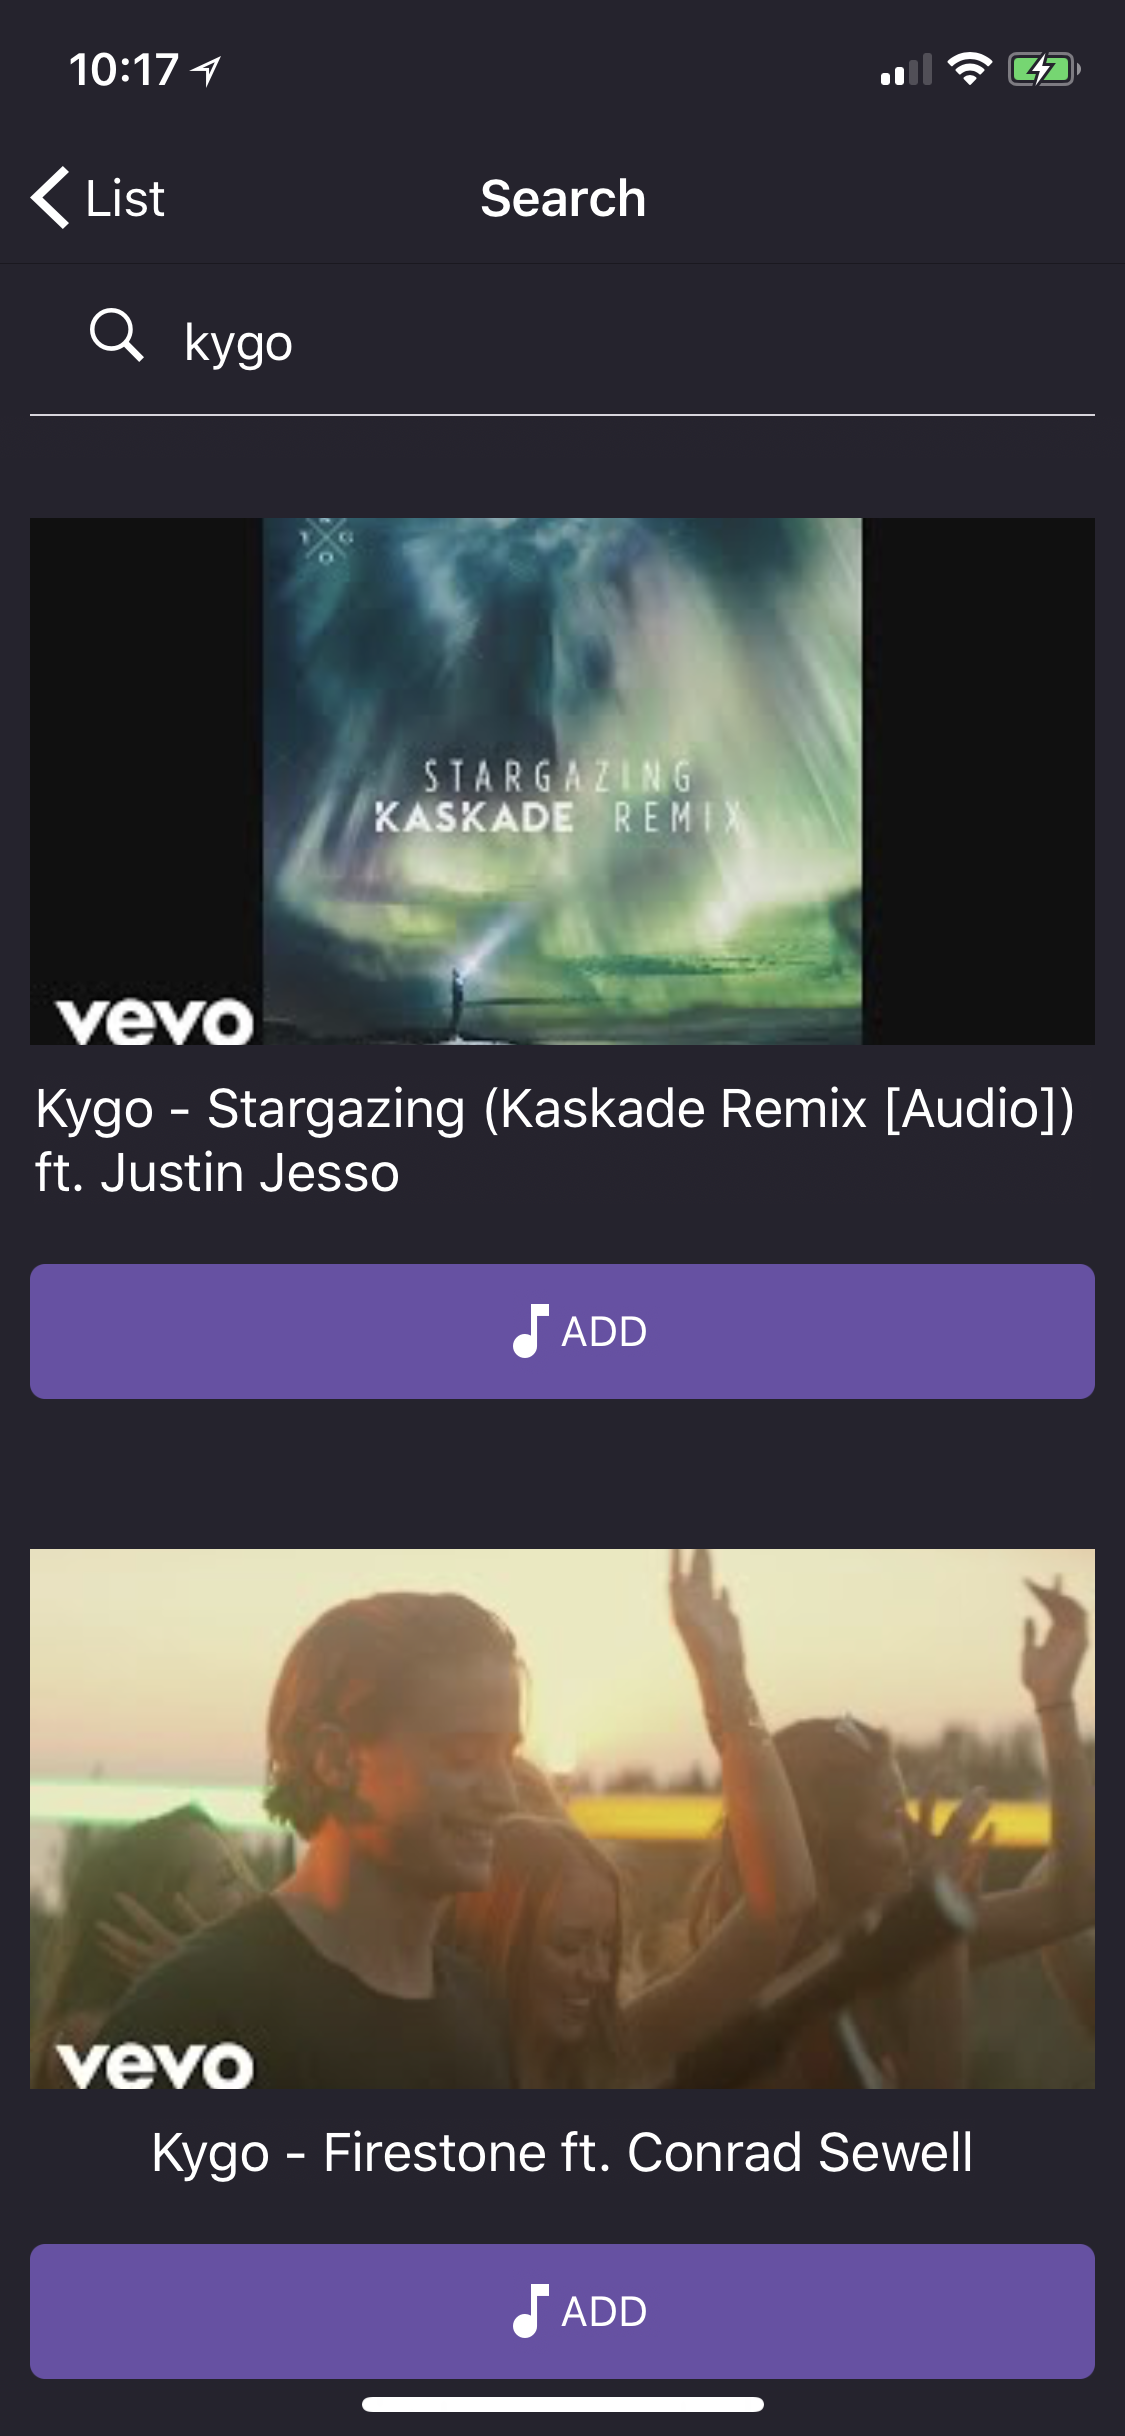 10:17
List
Search
kygo
T G
O
STARGAZING
KASKADE REMIX
vevo
Kygo - Stargazing (Kaskade Remix [Audio])
ft. Justin Jesso
ADD
vevo
Kygo - Firestone ft. Conrad Sewell
ADD